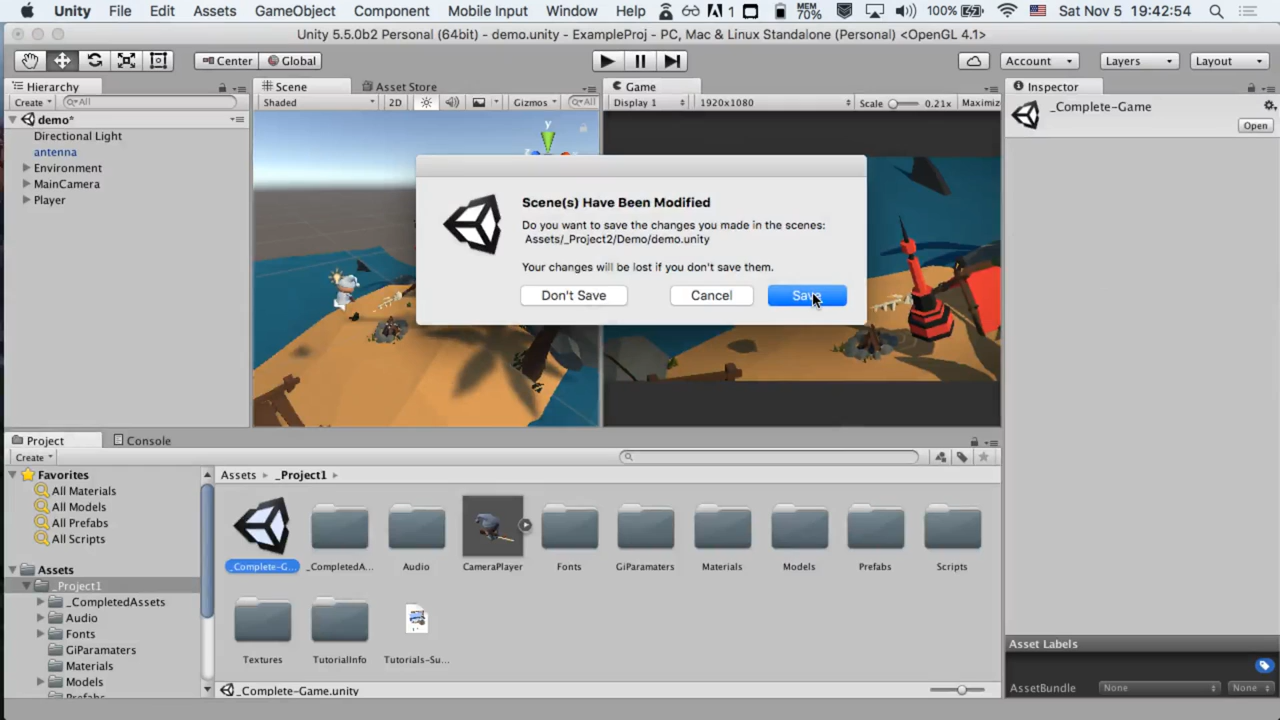 Unity File Edit Assets GameObject Component Mobile Input Window Help 1 MEM 70% 100% Sat Nov 5 19:42:54
Unity 5.5.0b2 Personal (64bit) - demo.unity - ExampleProj - PC, Mac & Linux Standalone (Personal) <OpenGL 4.1>
Center Global Account Layers Layout
Hierarchy Scene Asset Store Game Inspector
Create All Shaded 2D Gizmos All Display 1 1920x1080 Scale 0.21x Maximiz
_Complete-Game
Open
demo*
Directional Light
antenna
Environment
MainCamera
Player
y
Scene(s) Have Been Modified
Do you want to save the changes you made in the scenes:
Assets/_Project2/Demo/demo.unity
Your changes will be lost if you don't save them.
Don't Save Cancel Save
Project Console
Create
Favorites
All Materials
All Models
All Prefabs
All Scripts
Assets
_Project1
_CompletedAssets
Audio
Fonts
GiParamaters
Materials
Models
Prefabs
Assets _Project1
_Complete-G... _CompletedA... Audio CameraPlayer Fonts GiParamaters Materials Models Prefabs Scripts
Textures TutorialInfo Tutorials-Su...
_Complete-Game.unity
Asset Labels
AssetBundle None None